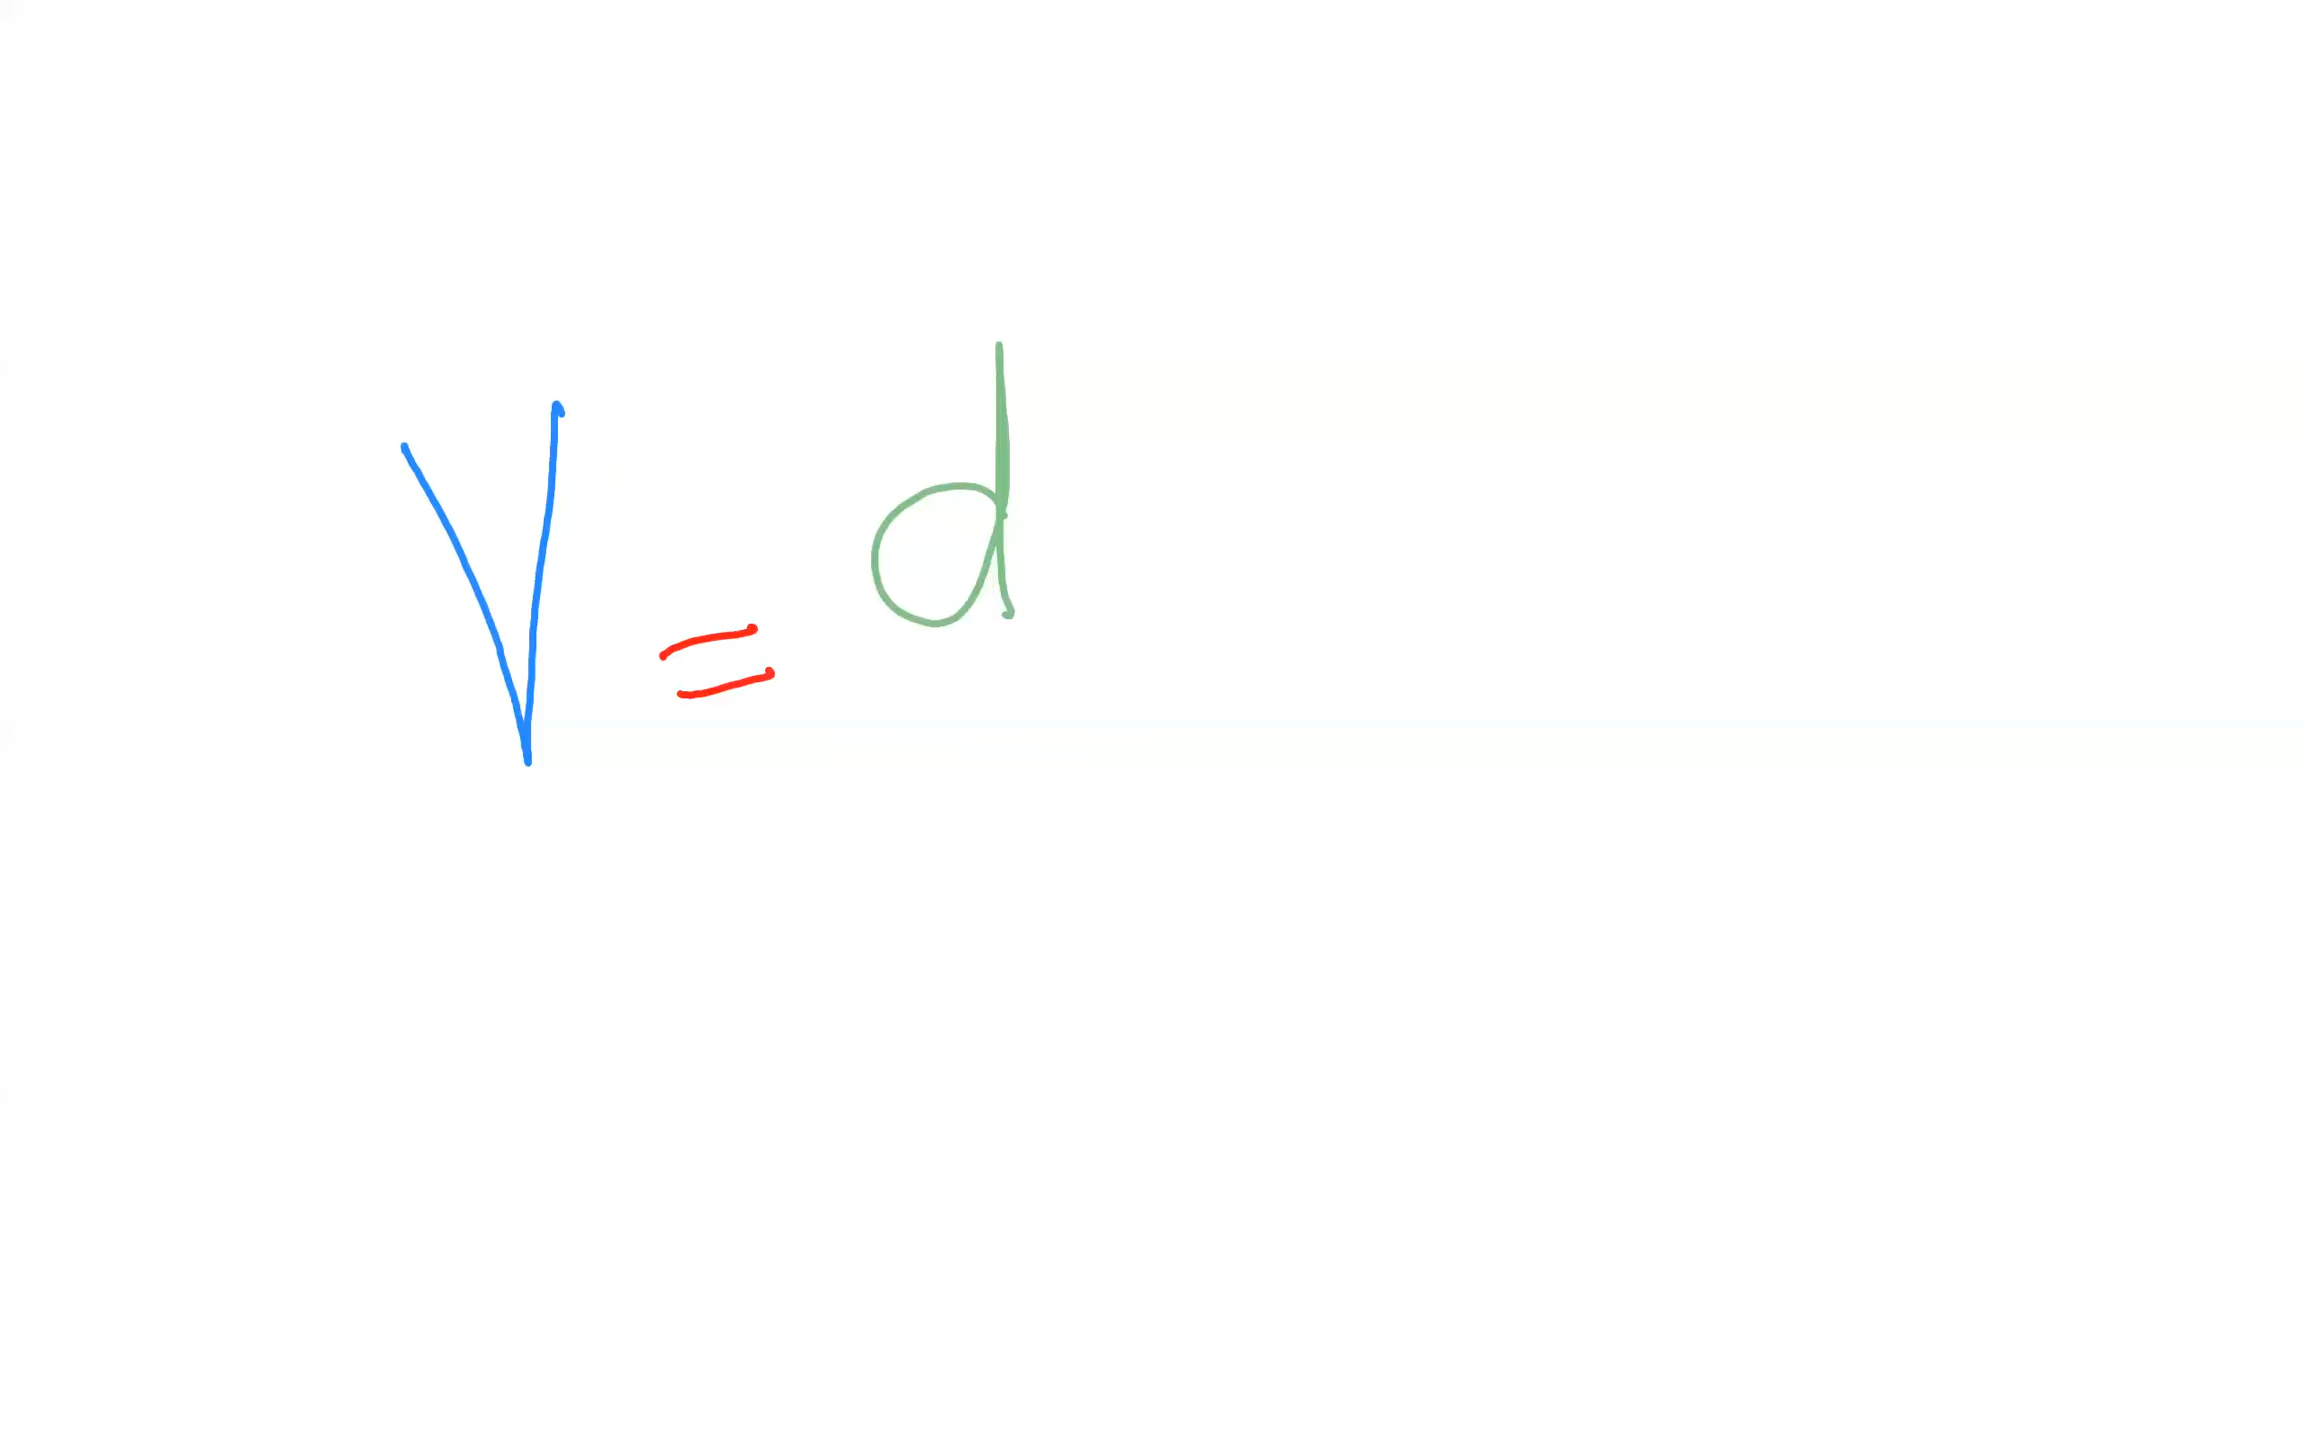 V = d